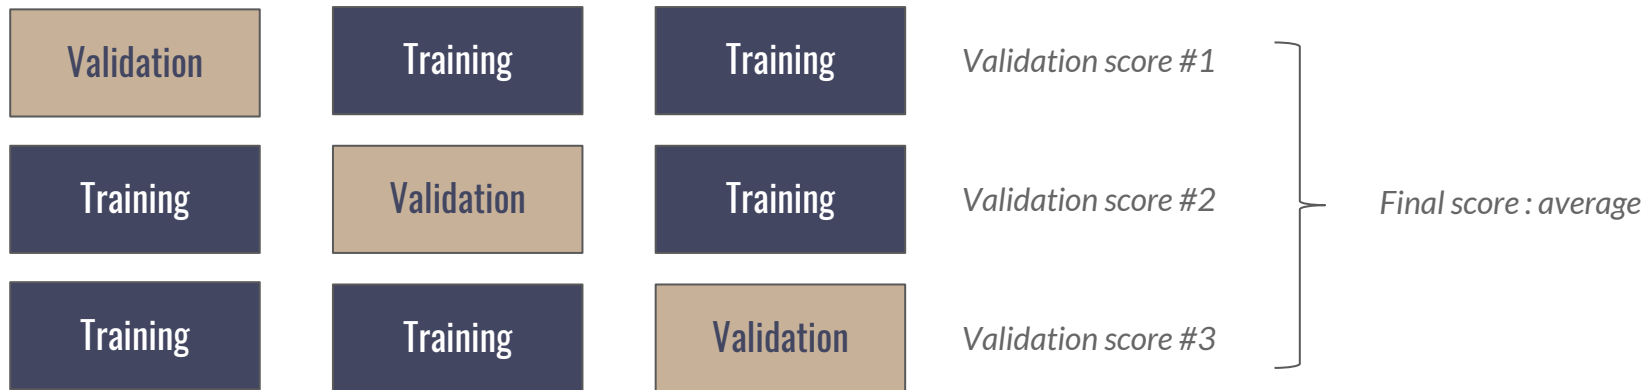 Validation Training Training Validation score #1
Training Validation Training Validation score #2
Final score : average
Training Training Validation Validation score #3